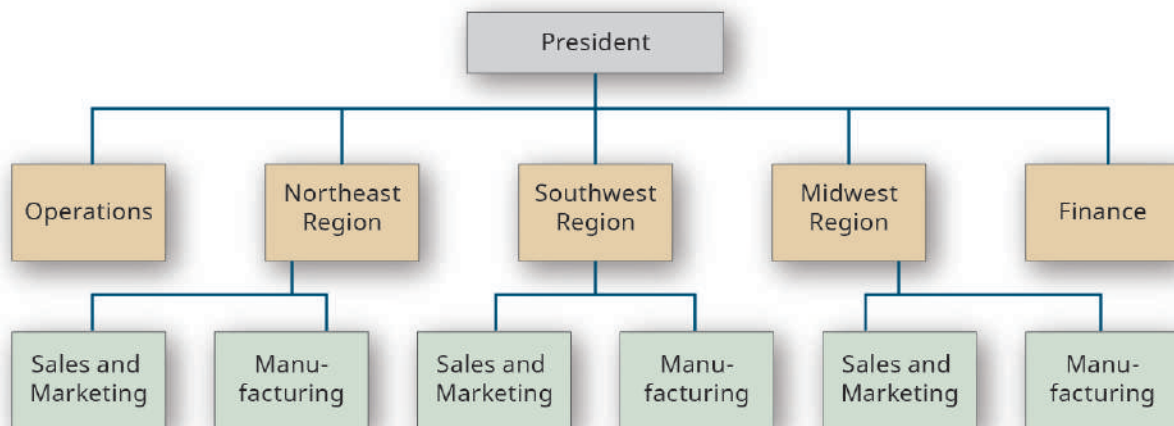 President
Operations
Northeast
Region
Southwest
Region
Midwest
Region
Finance
Sales and
Marketing
Manu-
facturing
Sales and
Marketing
Manu-
facturing
Sales and
Marketing
Manu-
facturing